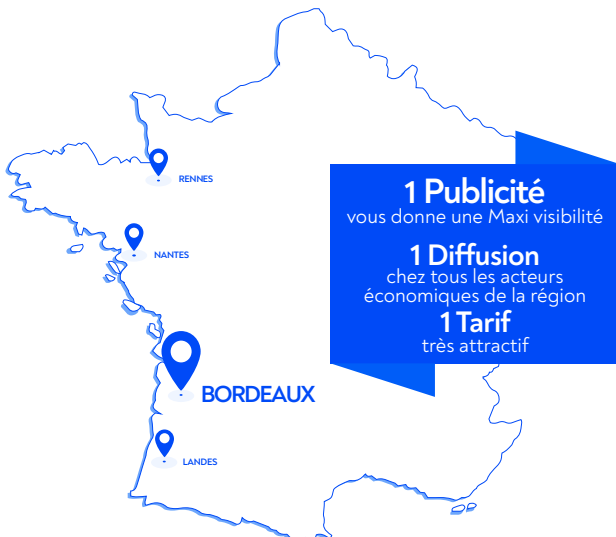 RENNES
1 Publicité
vous donne une Maxi visibilité
NANTES
1 Diffusion
chez tous les acteurs
économiques de la région
1 Tarif
très attractif
BORDEAUX
LANDES